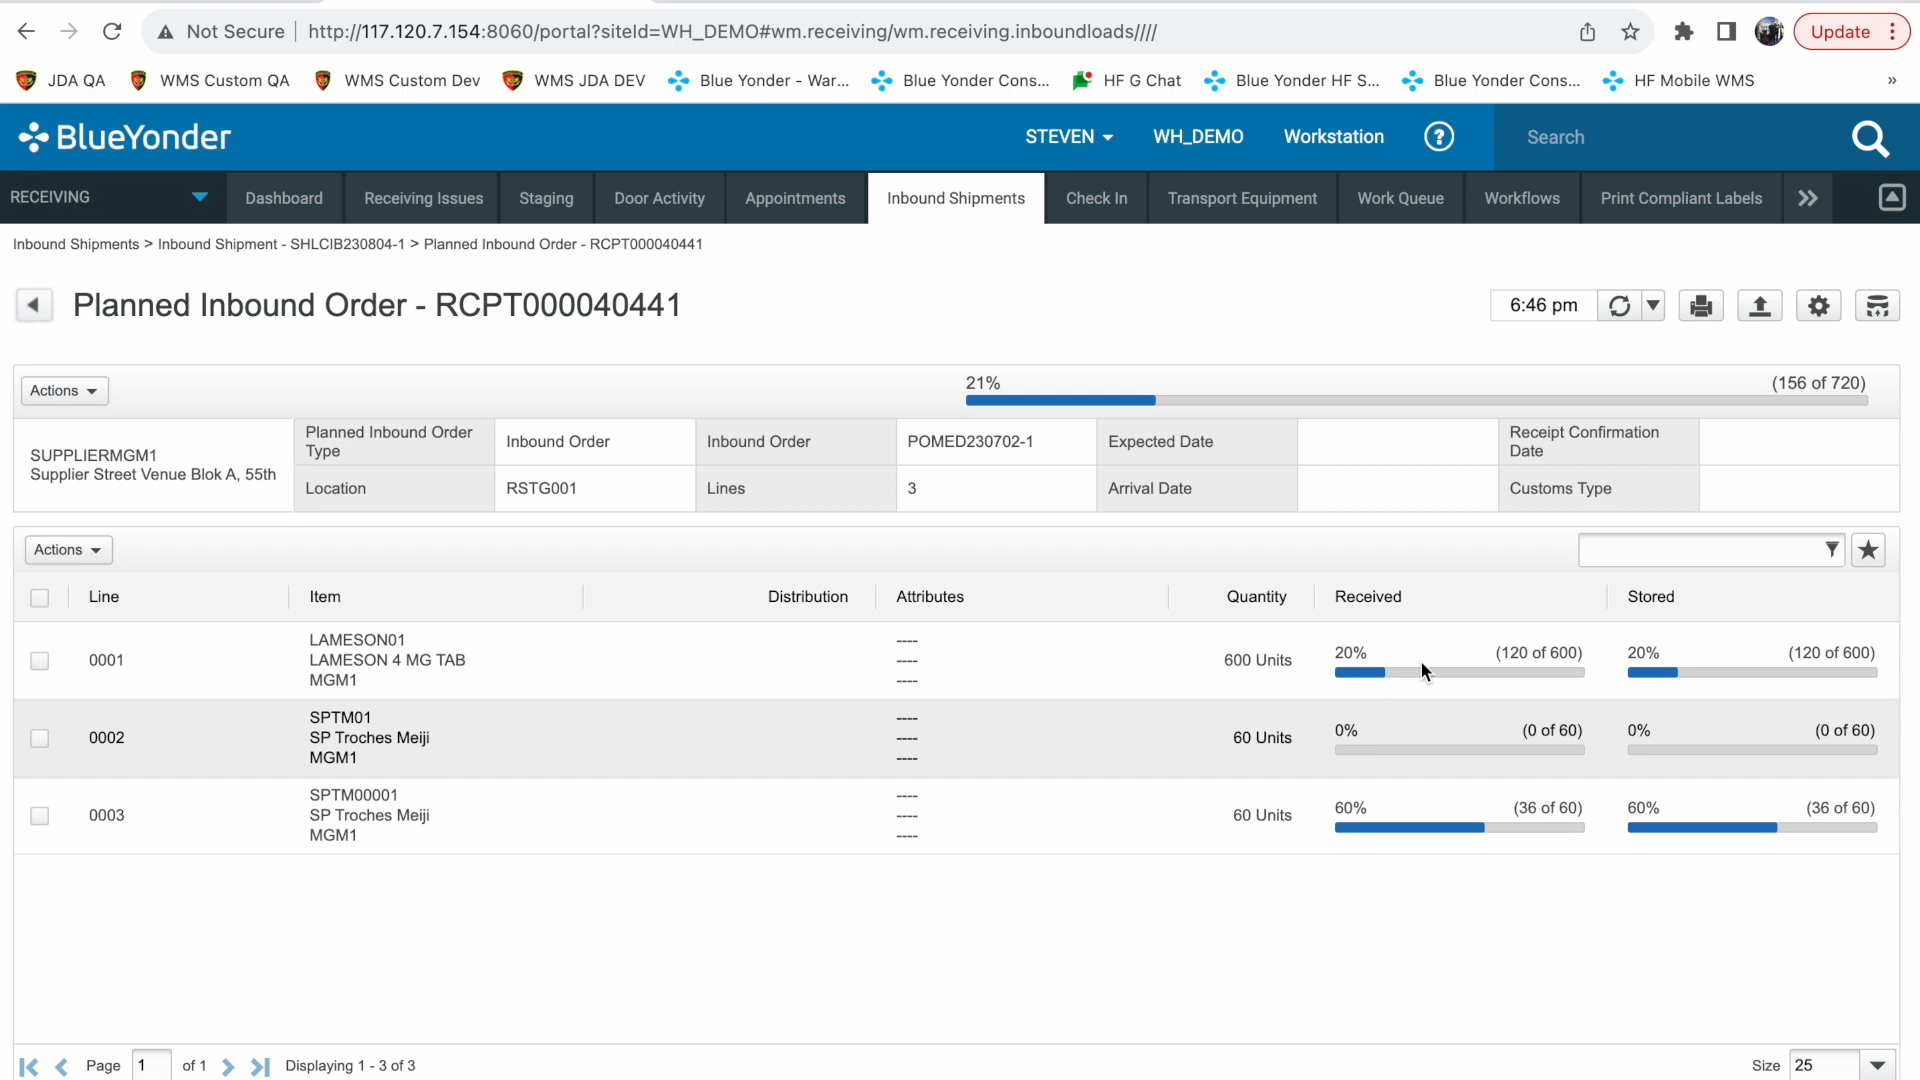 Not Secure
http://117.120.7.154:8060/portal?siteId=WH_DEMO#wm.receiving/wm.receiving.inboundloads////
Update
JDA QA
WMS Custom QA
WMS Custom Dev
WMS JDA DEV
Blue Yonder - War...
Blue Yonder Cons...
HF G Chat
Blue Yonder HF S...
Blue Yonder Cons...
HF Mobile WMS
»
BlueYonder
STEVEN
WH_DEMO
Workstation
?
Search
RECEIVING
Dashboard
Receiving Issues
Staging
Door Activity
Appointments
Inbound Shipments
Check In
Transport Equipment
Work Queue
Workflows
Print Compliant Labels
Inbound Shipments > Inbound Shipment - SHLCIB230804-1 > Planned Inbound Order - RCPT000040441
Planned Inbound Order - RCPT000040441
6:46 pm
Actions
21%
(156 of 720)
SUPPLIERMGM1
Supplier Street Venue Blok A, 55th
Planned Inbound Order
Type
Inbound Order
Inbound Order
POMED230702-1
Expected Date
Receipt Confirmation
Date
Location
RSTG001
Lines
3
Arrival Date
Customs Type
Actions
Line
Item
Distribution
Attributes
Quantity
Received
Stored
0001
LAMESON01
LAMESON 4 MG TAB
MGM1
----
----
----
600 Units
20%
(120 of 600)
20%
(120 of 600)
0002
SPTM01
SP Troches Meiji
MGM1
----
----
----
60 Units
0%
(0 of 60)
0%
(0 of 60)
0003
SPTM00001
SP Troches Meiji
MGM1
----
----
----
60 Units
60%
(36 of 60)
60%
(36 of 60)
Page
1
of 1
Displaying 1 - 3 of 3
Size
25